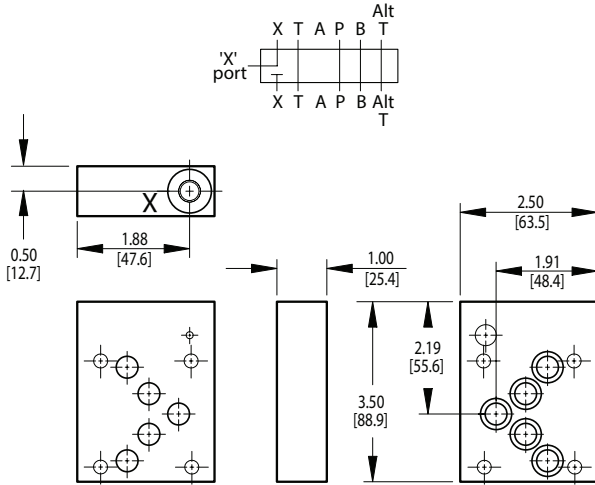 Alt
X T A P B T
'X'
port
X T A P B Alt
T
X
0.50
[12.7]
1.88
[47.6]
1.00
[25.4]
2.50
[63.5]
1.91
[48.4]
2.19
[55.6]
3.50
[88.9]